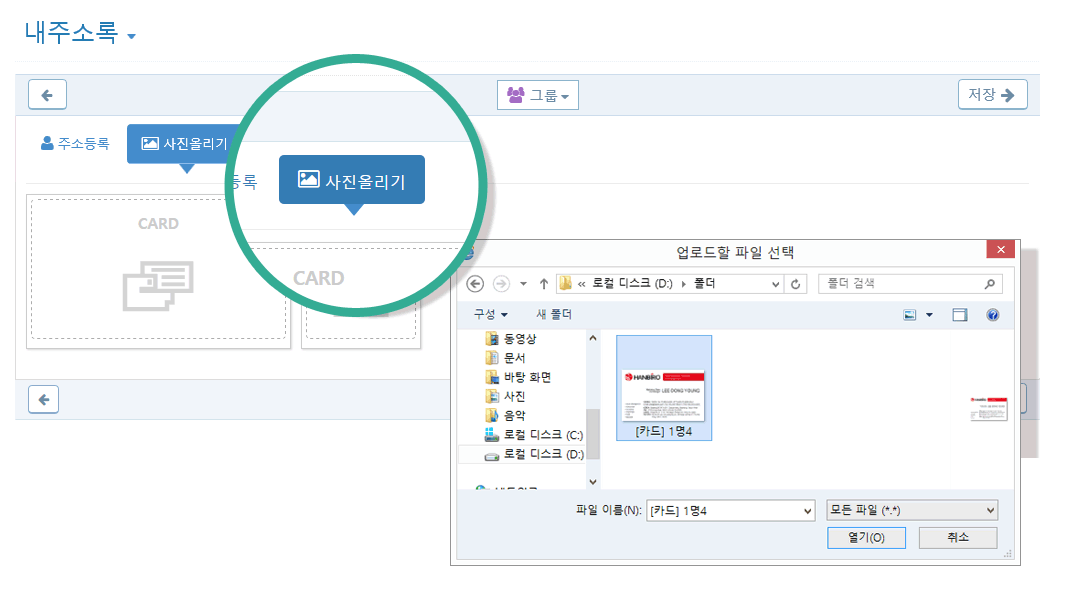 내주소록
그룹
저장
주소등록
사진올리기
등록
사진올리기
CARD
CARD
업로드할 파일 선택
« 로컬 디스크 (D:) 폴더
폴더 검색
구성
새 폴더
동영상
문서
바탕 화면
사진
음악
로컬 디스크 (C:)
로컬 디스크 (D:)
HANBIRO
LEE DONG YOUNG
[카드] 1명4
파일 이름(N): [카드] 1명4
모든 파일 (*.*)
열기(O)
취소